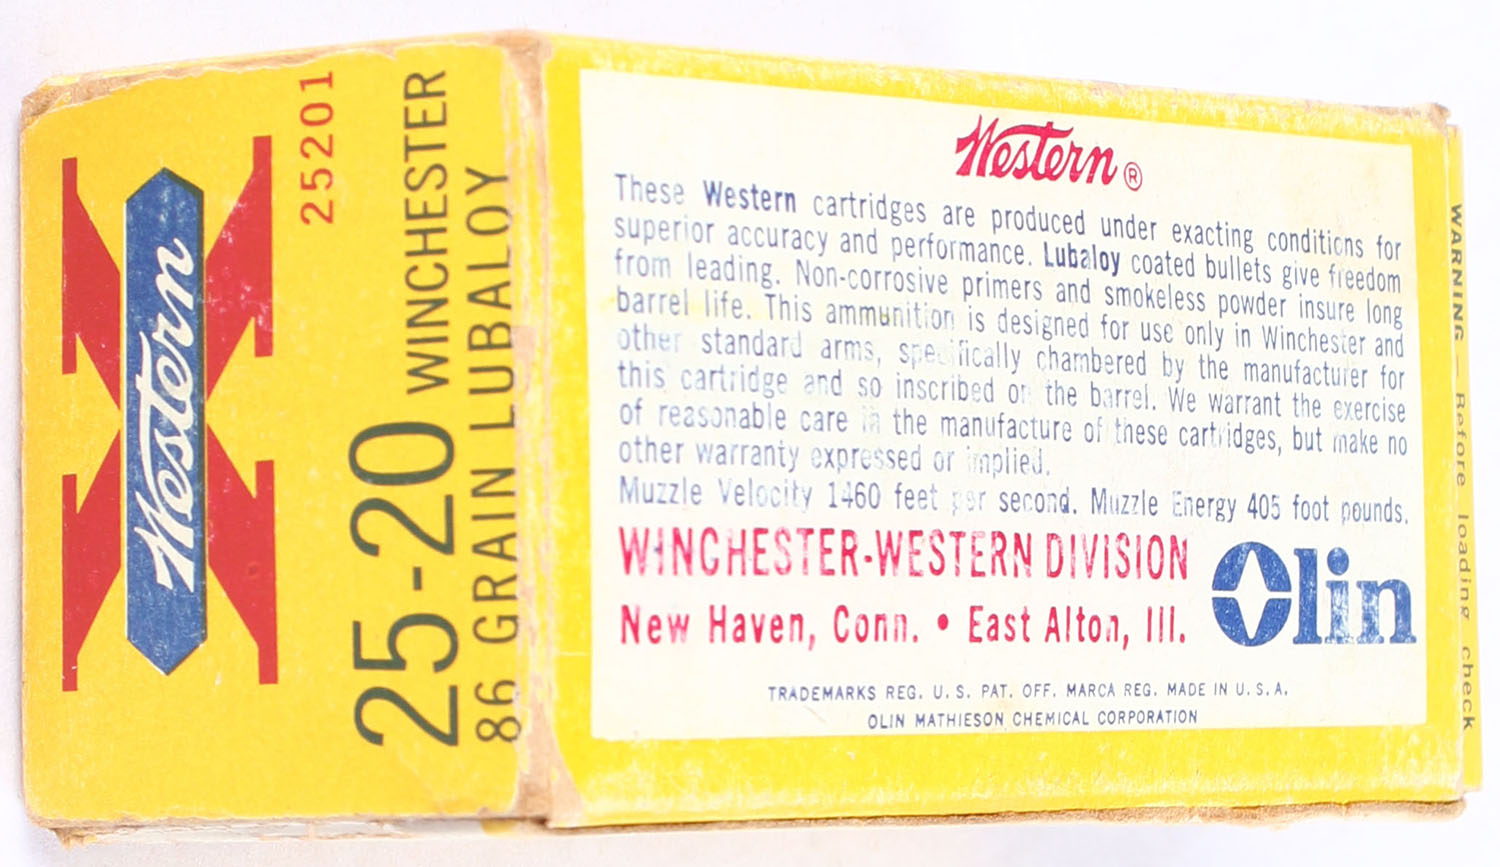 Western
25201
25-20 WINCHESTER
86 GRAIN LUBALOY
Western ®
These Western cartridges are produced under exacting conditions for
superior accuracy and performance. Lubaloy coated bullets give freedom
from leading. Non-corrosive primers and smokeless powder insure long
barrel life. This ammunition is designed for use only in Winchester and
other standard arms, specifically chambered by the manufacturer for
this cartridge and so inscribed on the barrel. We warrant the exercise
of reasonable care in the manufacture of these cartridges, but make no
other warranty expressed or implied.
Muzzle Velocity 1460 feet per second. Muzzle Energy 405 foot pounds.
WINCHESTER-WESTERN DIVISION
New Haven, Conn. • East Alton, Ill.
Olin
TRADEMARKS REG. U. S. PAT. OFF. MARCA REG. MADE IN U. S. A.
OLIN MATHIESON CHEMICAL CORPORATION
WARNING — Before loading check